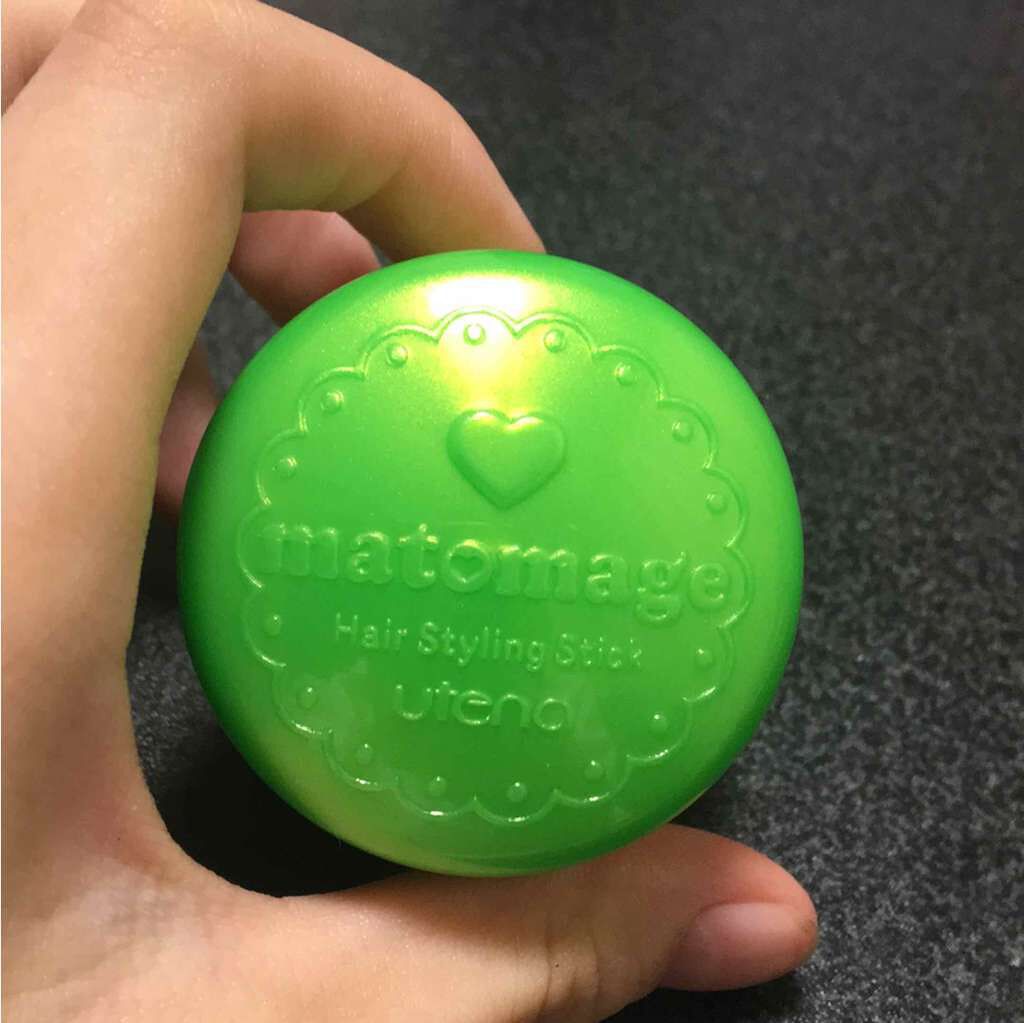 matomage
Hair Styling Stick
utena